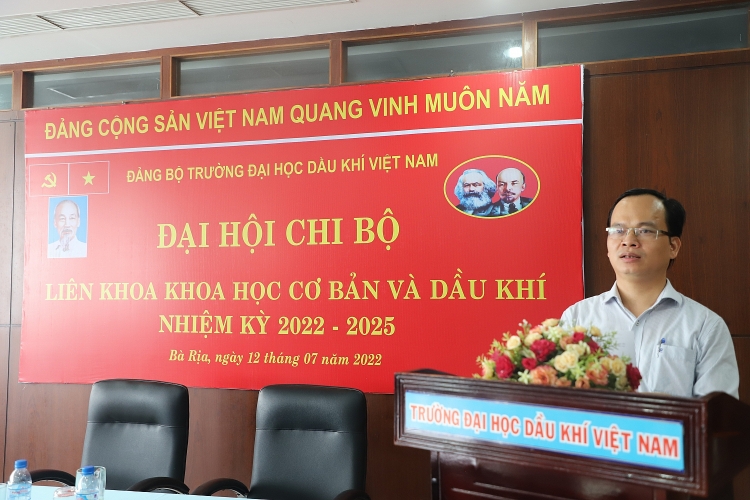 ĐẢNG CỘNG SẢN VIỆT NAM QUANG VINH MUÔN NĂM
ĐẢNG BỘ TRƯỜNG ĐẠI HỌC DẦU KHÍ VIỆT NAM
ĐẠI HỘI CHI BỘ
LIÊN KHOA KHOA HỌC CƠ BẢN VÀ DẦU KHÍ
NHIỆM KỲ 2022 - 2025
Bà Rịa, ngày 12 tháng 07 năm 2022
TRƯỜNG ĐẠI HỌC DẦU KHÍ VIỆT NAM